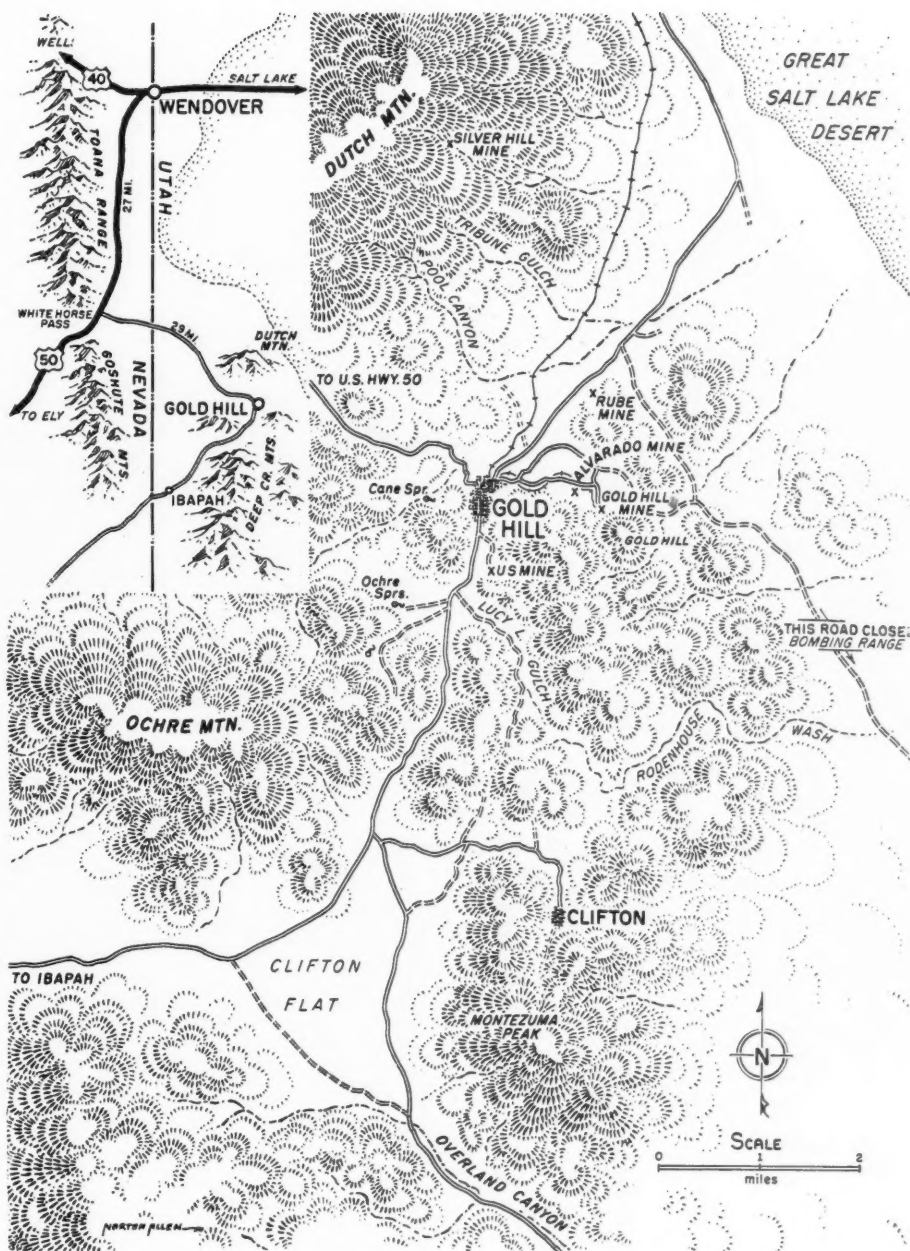 WELL
40
SALT LAKE
WENDOVER
TOANA
RANGE
27 MI.
UTAH
WHITE HORSE
PASS
50
TO ELY
GOSHUTE
MTS.
NEVADA
29 MI.
DUTCH
MTN.
GOLD HILL
IBAPAH
DEEP CR. MTS.
GREAT
SALT LAKE
DESERT
DUTCH MTN.
SILVER HILL
MINE
TRIBUNE
GULCH
POOL CANYON
TO U.S. HWY. 50
RUBE
MINE
ALVARADO MINE
Cane Spr.
GOLD
HILL
GOLD HILL
MINE
GOLD HILL
U S MINE
Ochre
Sprs.
LUCY L.
GULCH
THIS ROAD CLOSE
BOMBING RANGE
OCHRE MTN.
RODENHOUSE
WASH
CLIFTON
TO IBAPAH
CLIFTON
FLAT
MONTEZUMA
PEAK
N
OVERLAND CANYON
SCALE
0 1 2
miles
NORTON ALLEN